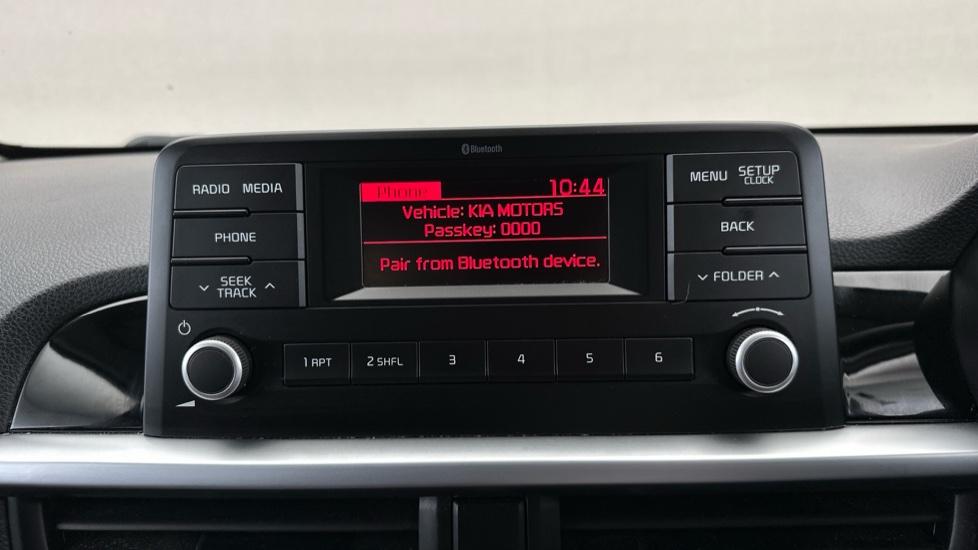 Bluetooth
RADIO MEDIA
PHONE
SEEK
TRACK
Phone 10:44
Vehicle: KIA MOTORS
Passkey: 0000
Pair from Bluetooth device.
MENU SETUP
CLOCK
BACK
FOLDER
1 RPT 2 SHFL 3 4 5 6